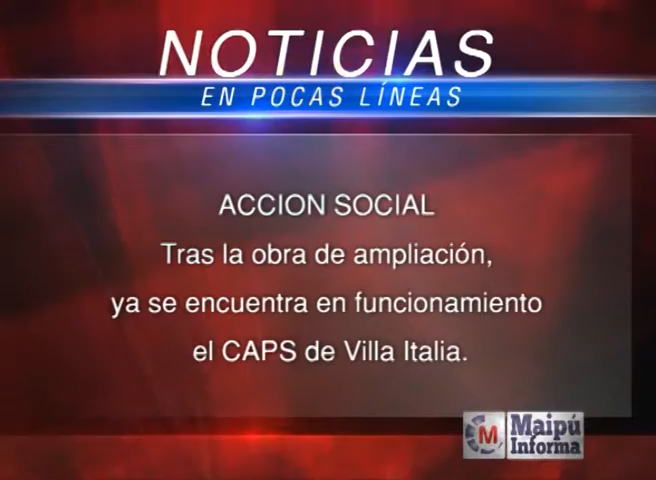 NOTICIAS
EN POCAS LÍNEAS
ACCION SOCIAL
Tras la obra de ampliación,
ya se encuentra en funcionamiento
el CAPS de Villa Italia.
M Maipú
Informa